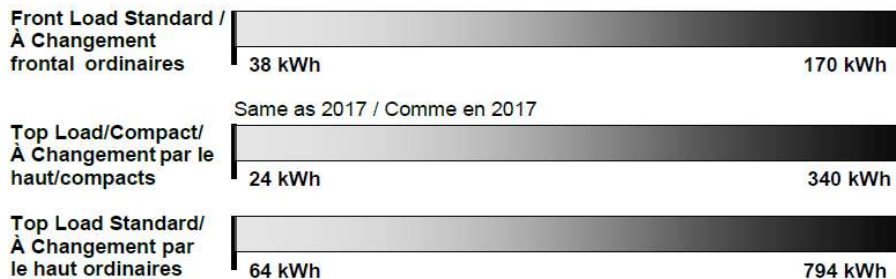 Front Load Standard /
À Changement
frontal ordinaires
38 kWh
170 kWh
Same as 2017 / Comme en 2017
Top Load/Compact/
À Changement par le
haut/compacts
24 kWh
340 kWh
Top Load Standard/
À Changement par
le haut ordinaires
64 kWh
794 kWh